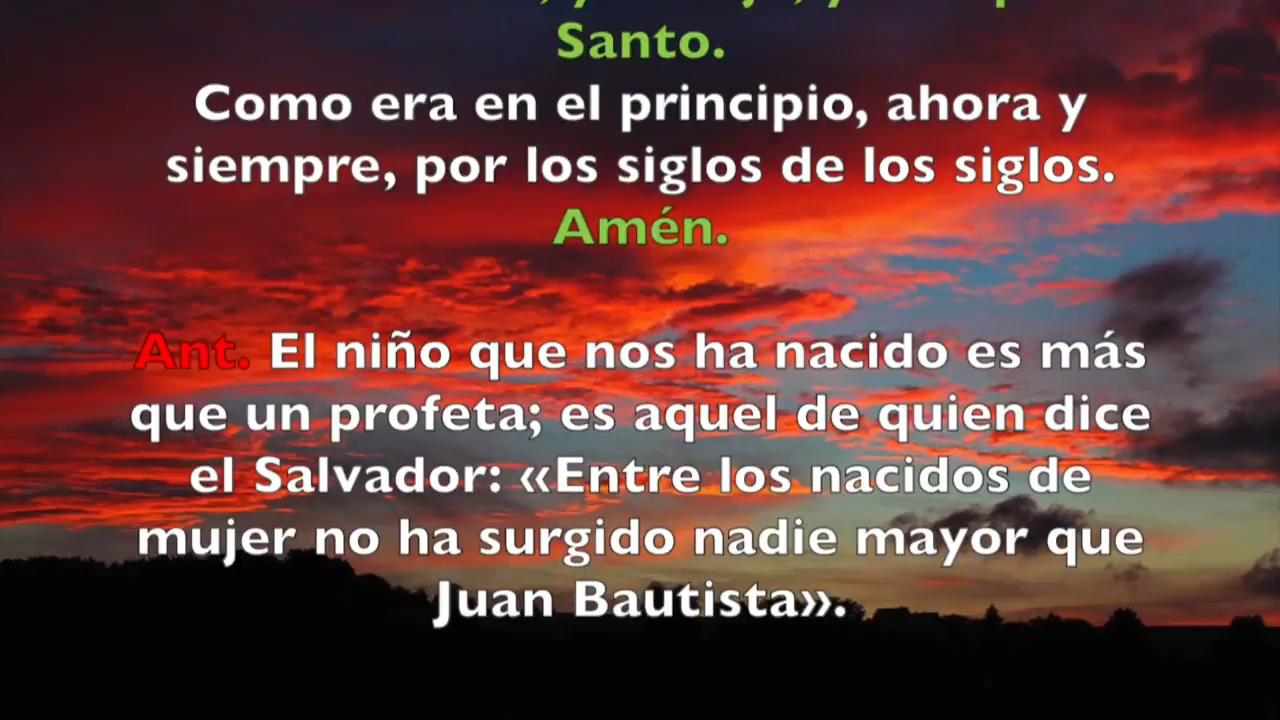 Santo.
Como era en el principio, ahora y
siempre, por los siglos de los siglos.
Amén.
Ant. El niño que nos ha nacido es más
que un profeta; es aquel de quien dice
el Salvador: «Entre los nacidos de
mujer no ha surgido nadie mayor que
Juan Bautista».